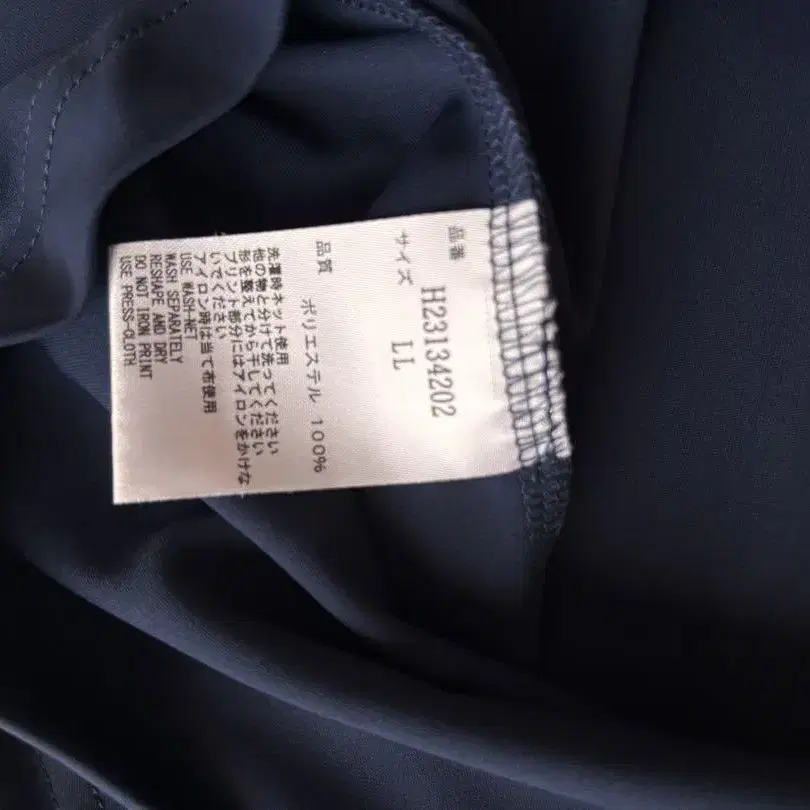 品番
H23134202
サイズ
LL
品質
ポリエステル 100%
洗濯時ネット使用
他の物と分けて洗ってください
形を整えてから干してください
プリント部分にはアイロンをかけな
いでください
アイロン時は当て布使用
USE WASH-NET
WASH SEPARATELY
RESHAPE AND DRY
DO NOT IRON PRINT
USE PRESS-CLOTH